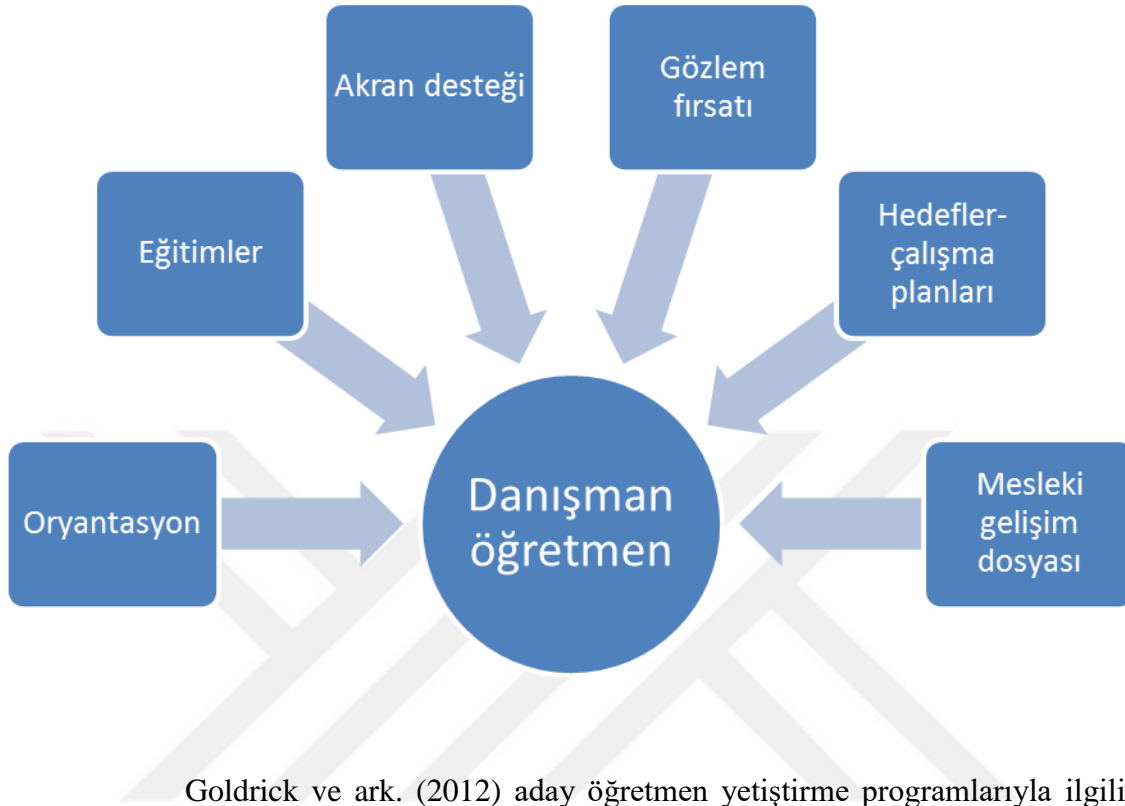 Akran desteği
Gözlem
fırsatı
Eğitimler
Hedefler-
çalışma
planları
Oryantasyon
Danışman
öğretmen
Mesleki
gelişim
dosyası
Goldrick ve ark. (2012) aday öğretmen yetiştirme programlarıyla ilgili